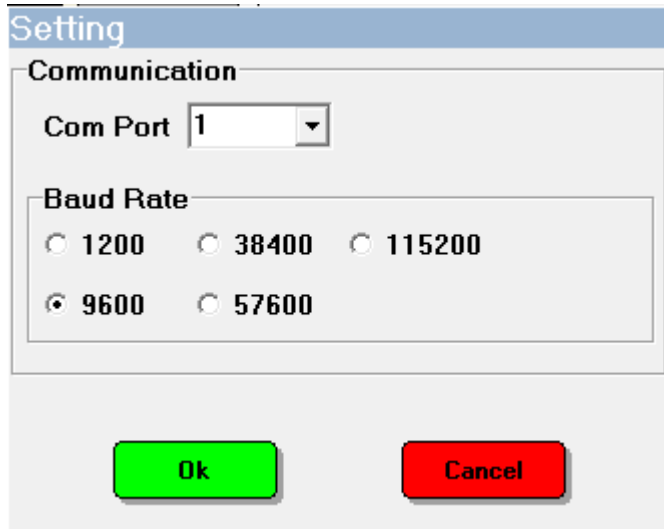 Setting
Communication
Com Port 1
Baud Rate
1200 38400 115200
9600 57600
Ok Cancel